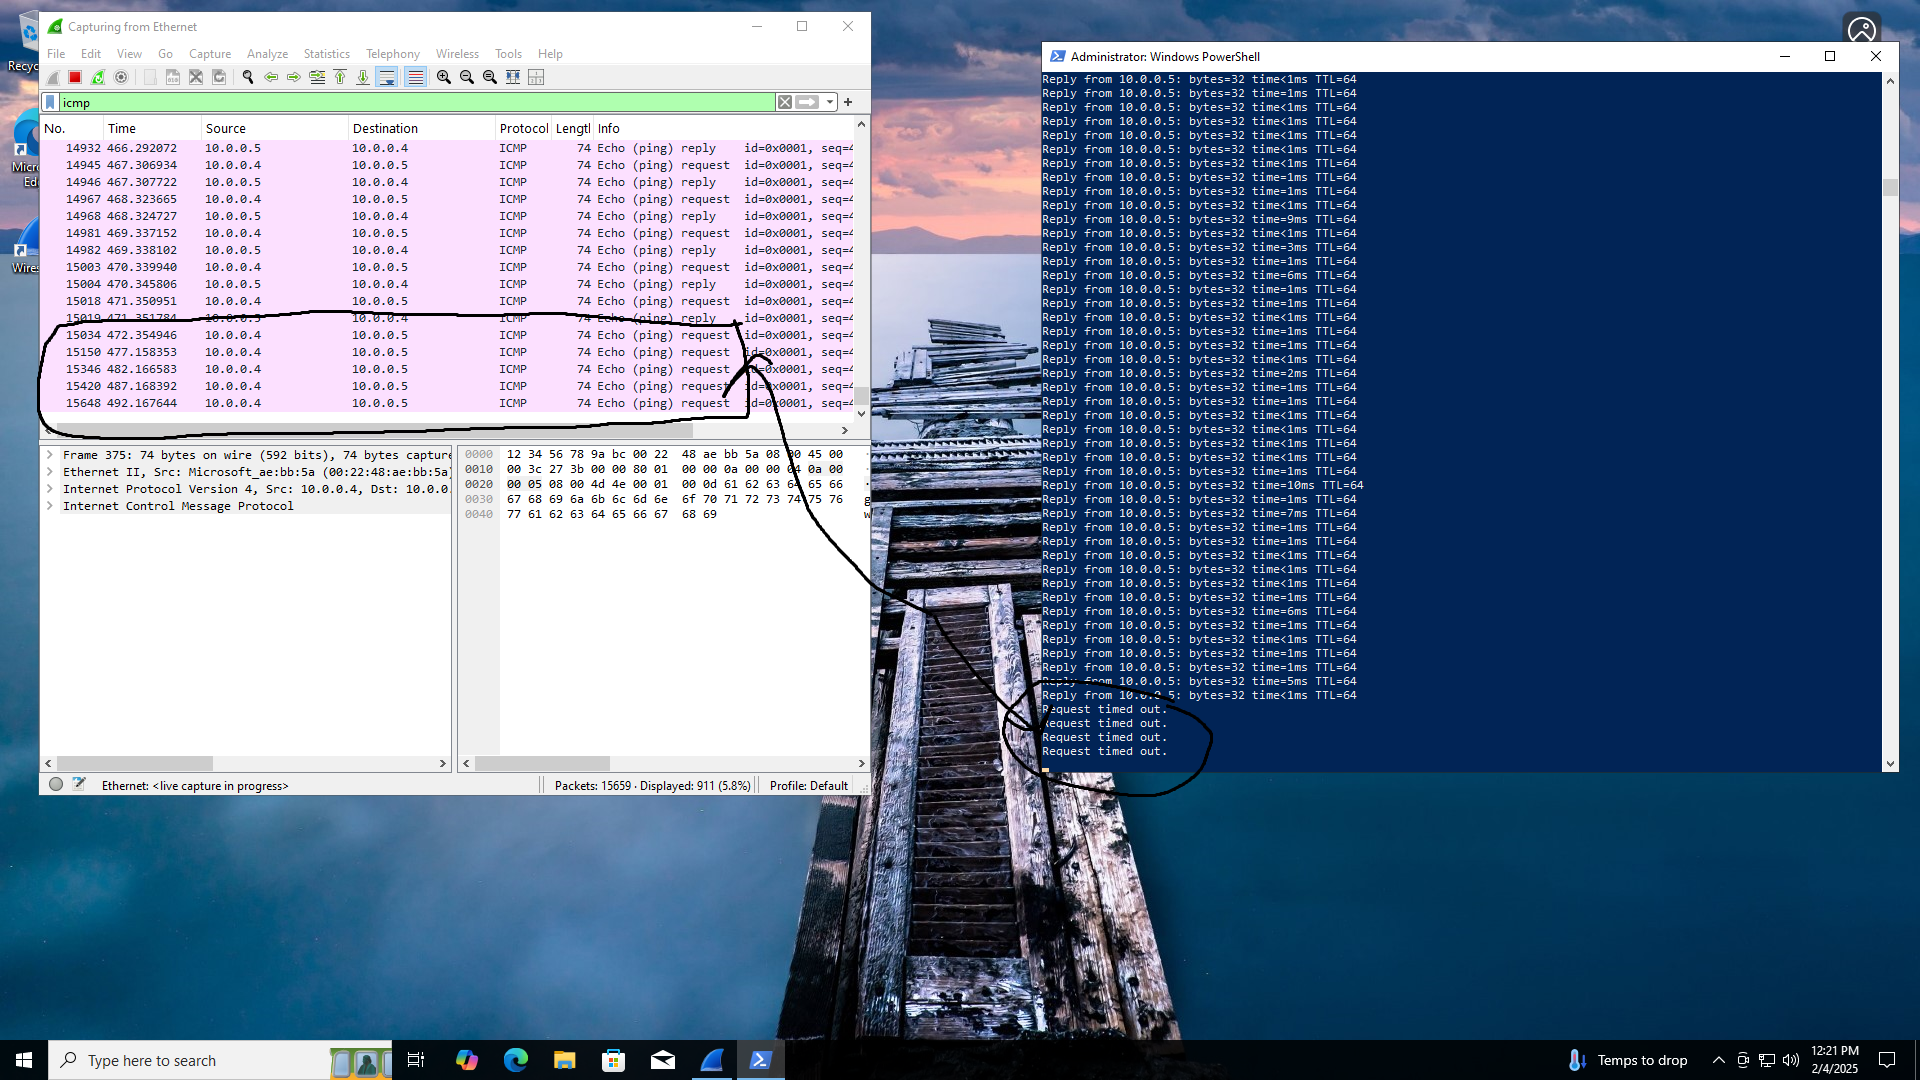 Recyc
Micro
Edg
Wires
Capturing from Ethernet
File Edit View Go Capture Analyze Statistics Telephony Wireless Tools Help
icmp
No. Time Source Destination Protocol Lengtl Info
14932 466.292072 10.0.0.5 10.0.0.4 ICMP 74 Echo (ping) reply id=0x0001, seq=4
14945 467.306934 10.0.0.4 10.0.0.5 ICMP 74 Echo (ping) request id=0x0001, seq=4
14946 467.307722 10.0.0.5 10.0.0.4 ICMP 74 Echo (ping) reply id=0x0001, seq=4
14967 468.323665 10.0.0.4 10.0.0.5 ICMP 74 Echo (ping) request id=0x0001, seq=4
14968 468.324727 10.0.0.5 10.0.0.4 ICMP 74 Echo (ping) reply id=0x0001, seq=4
14981 469.337152 10.0.0.4 10.0.0.5 ICMP 74 Echo (ping) request id=0x0001, seq=4
14982 469.338102 10.0.0.5 10.0.0.4 ICMP 74 Echo (ping) reply id=0x0001, seq=4
15003 470.339940 10.0.0.4 10.0.0.5 ICMP 74 Echo (ping) request id=0x0001, seq=4
15004 470.345806 10.0.0.5 10.0.0.4 ICMP 74 Echo (ping) reply id=0x0001, seq=4
15018 471.350951 10.0.0.4 10.0.0.5 ICMP 74 Echo (ping) request id=0x0001, seq=4
15019 471.351784 10.0.0.5 10.0.0.4 ICMP 74 Echo (ping) reply id=0x0001, seq=4
15034 472.354946 10.0.0.4 10.0.0.5 ICMP 74 Echo (ping) request id=0x0001, seq=4
15150 477.158353 10.0.0.4 10.0.0.5 ICMP 74 Echo (ping) request id=0x0001, seq=4
15346 482.166583 10.0.0.4 10.0.0.5 ICMP 74 Echo (ping) request id=0x0001, seq=4
15420 487.168392 10.0.0.4 10.0.0.5 ICMP 74 Echo (ping) request id=0x0001, seq=4
15648 492.167644 10.0.0.4 10.0.0.5 ICMP 74 Echo (ping) request id=0x0001, seq=4
Frame 375: 74 bytes on wire (592 bits), 74 bytes capture
Ethernet II, Src: Microsoft_ae:bb:5a (00:22:48:ae:bb:5a)
Internet Protocol Version 4, Src: 10.0.0.4, Dst: 10.0.0.
Internet Control Message Protocol
0000 12 34 56 78 9a bc 00 22 48 ae bb 5a 08 00 45 00
0010 00 3c 27 3b 00 00 80 01 00 00 0a 00 00 04 0a 00
0020 00 05 08 00 4d 4e 00 01 00 0d 61 62 63 64 65 66
0030 67 68 69 6a 6b 6c 6d 6e 6f 70 71 72 73 74 75 76 g
0040 77 61 62 63 64 65 66 67 68 69 w
Ethernet: <live capture in progress> Packets: 15659 · Displayed: 911 (5.8%) Profile: Default
Administrator: Windows PowerShell
Reply from 10.0.0.5: bytes=32 time<1ms TTL=64
Reply from 10.0.0.5: bytes=32 time=1ms TTL=64
Reply from 10.0.0.5: bytes=32 time<1ms TTL=64
Reply from 10.0.0.5: bytes=32 time<1ms TTL=64
Reply from 10.0.0.5: bytes=32 time<1ms TTL=64
Reply from 10.0.0.5: bytes=32 time<1ms TTL=64
Reply from 10.0.0.5: bytes=32 time<1ms TTL=64
Reply from 10.0.0.5: bytes=32 time=1ms TTL=64
Reply from 10.0.0.5: bytes=32 time=1ms TTL=64
Reply from 10.0.0.5: bytes=32 time<1ms TTL=64
Reply from 10.0.0.5: bytes=32 time=9ms TTL=64
Reply from 10.0.0.5: bytes=32 time<1ms TTL=64
Reply from 10.0.0.5: bytes=32 time=3ms TTL=64
Reply from 10.0.0.5: bytes=32 time=1ms TTL=64
Reply from 10.0.0.5: bytes=32 time=6ms TTL=64
Reply from 10.0.0.5: bytes=32 time=1ms TTL=64
Reply from 10.0.0.5: bytes=32 time=1ms TTL=64
Reply from 10.0.0.5: bytes=32 time<1ms TTL=64
Reply from 10.0.0.5: bytes=32 time=1ms TTL=64
Reply from 10.0.0.5: bytes=32 time<1ms TTL=64
Reply from 10.0.0.5: bytes=32 time<1ms TTL=64
Reply from 10.0.0.5: bytes=32 time=2ms TTL=64
Reply from 10.0.0.5: bytes=32 time<1ms TTL=64
Reply from 10.0.0.5: bytes=32 time=1ms TTL=64
Reply from 10.0.0.5: bytes=32 time<1ms TTL=64
Reply from 10.0.0.5: bytes=32 time<1ms TTL=64
Reply from 10.0.0.5: bytes=32 time<1ms TTL=64
Reply from 10.0.0.5: bytes=32 time<1ms TTL=64
Reply from 10.0.0.5: bytes=32 time=1ms TTL=64
Reply from 10.0.0.5: bytes=32 time=10ms TTL=64
Reply from 10.0.0.5: bytes=32 time=1ms TTL=64
Reply from 10.0.0.5: bytes=32 time=7ms TTL=64
Reply from 10.0.0.5: bytes=32 time=1ms TTL=64
Reply from 10.0.0.5: bytes=32 time=1ms TTL=64
Reply from 10.0.0.5: bytes=32 time<1ms TTL=64
Reply from 10.0.0.5: bytes=32 time<1ms TTL=64
Reply from 10.0.0.5: bytes=32 time<1ms TTL=64
Reply from 10.0.0.5: bytes=32 time=1ms TTL=64
Reply from 10.0.0.5: bytes=32 time=6ms TTL=64
Reply from 10.0.0.5: bytes=32 time=1ms TTL=64
Reply from 10.0.0.5: bytes=32 time<1ms TTL=64
Reply from 10.0.0.5: bytes=32 time=1ms TTL=64
Reply from 10.0.0.5: bytes=32 time=1ms TTL=64
Reply from 10.0.0.5: bytes=32 time=5ms TTL=64
Reply from 10.0.0.5: bytes=32 time<1ms TTL=64
Request timed out.
Request timed out.
Request timed out.
Request timed out.
Type here to search
Temps to drop
12:21 PM
2/4/2025